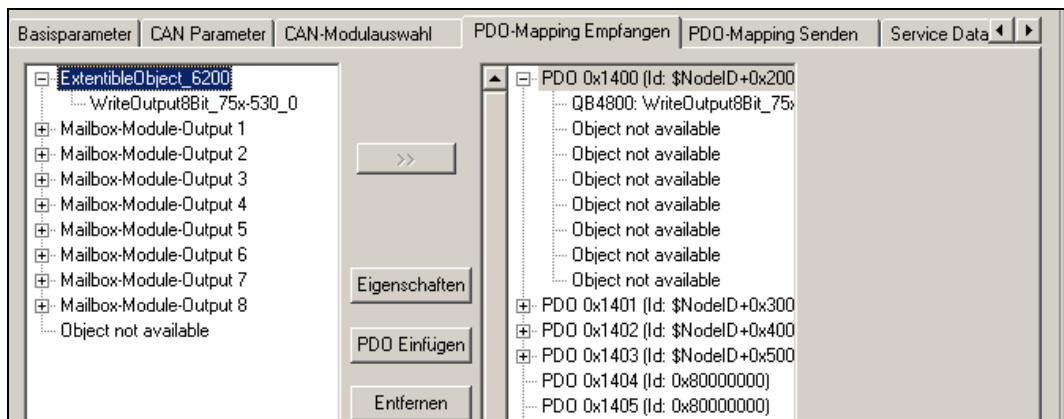 Basisparameter CAN Parameter CAN-Modulauswahl PDO-Mapping Empfangen PDO-Mapping Senden Service Data
ExtentibleObject_6200
WriteOutput8Bit_75x-530_0
Mailbox-Module-Output 1
Mailbox-Module-Output 2
Mailbox-Module-Output 3
Mailbox-Module-Output 4
Mailbox-Module-Output 5
Mailbox-Module-Output 6
Mailbox-Module-Output 7
Mailbox-Module-Output 8
Object not available
>>
Eigenschaften
PDO Einfügen
Entfernen
PDO 0x1400 (Id: $NodeID+0x200
QB4800: WriteOutput8Bit_75x
Object not available
Object not available
Object not available
Object not available
Object not available
Object not available
Object not available
PDO 0x1401 (Id: $NodeID+0x300
PDO 0x1402 (Id: $NodeID+0x400
PDO 0x1403 (Id: $NodeID+0x500
PDO 0x1404 (Id: 0x80000000)
PDO 0x1405 (Id: 0x80000000)